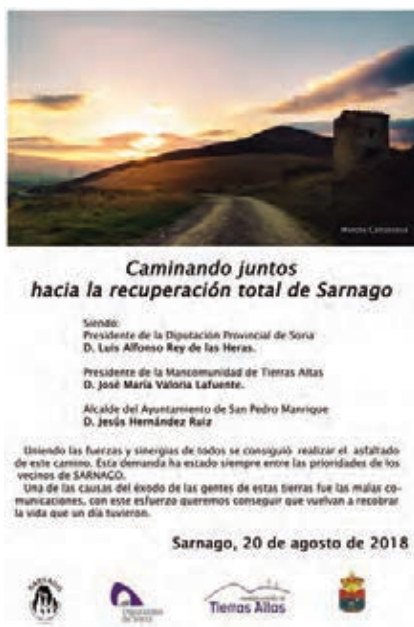 Caminando juntos
hacia la recuperación total de Sarnago
Siendo:
Presidente de la Diputación Provincial de Soria
D. Luis Alfonso Rey de las Heras.
Presidente de la Mancomunidad de Tierras Altas
D. José María Valoria Lafuente.
Alcalde del Ayuntamiento de San Pedro Manrique
D. Jesús Hernández Ruiz
Uniendo las fuerzas y sinergias de todos se consiguió realizar el asfaltado
de este camino. Esta demanda ha estado siempre entre las prioridades de los
vecinos de SARNAGO.
Una de las causas del éxodo de las gentes de estas tierras fue las malas co-
municaciones, con este esfuerzo queremos conseguir que vuelvan a recobrar
la vida que un día tuvieron.
Sarnago, 20 de agosto de 2018
SARNAGO
Diputación
de Soria
Tierras Altas